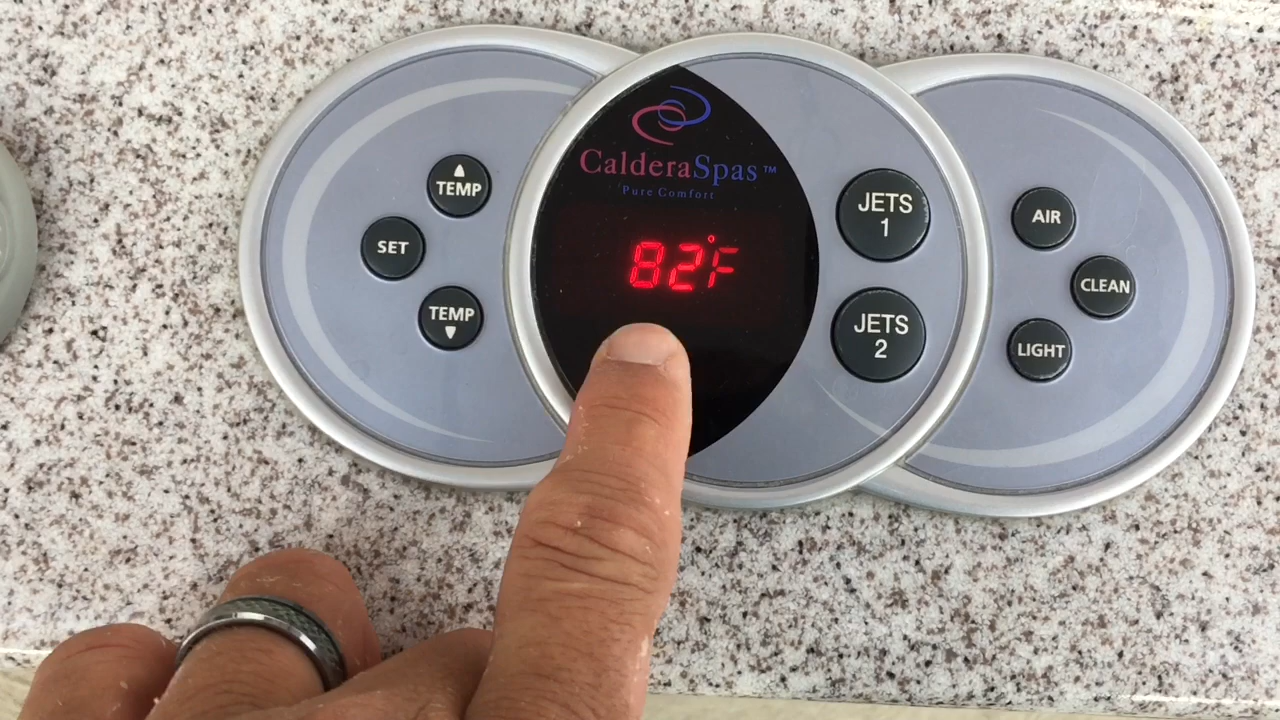 TEMP
SET
TEMP
CalderaSpas™
Pure Comfort
82°F
JETS
1
JETS
2
AIR
CLEAN
LIGHT